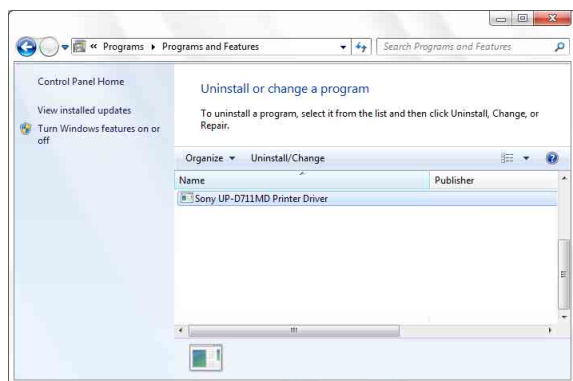 « Programs ▸ Programs and Features
Search Programs and Features
Control Panel Home
View installed updates
Turn Windows features on or
off
Uninstall or change a program
To uninstall a program, select it from the list and then click Uninstall, Change, or
Repair.
Organize Uninstall/Change
Name Publisher
Sony UP-D711MD Printer Driver